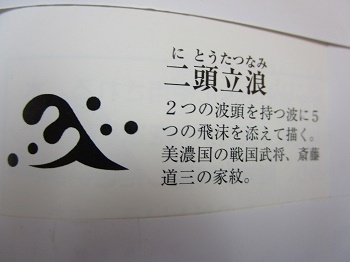 に とうたつなみ
二頭立浪
２つの波頭を持つ波に５
つの飛沫を添えて描く。
美濃国の戦国武将、斎藤
道三の家紋。